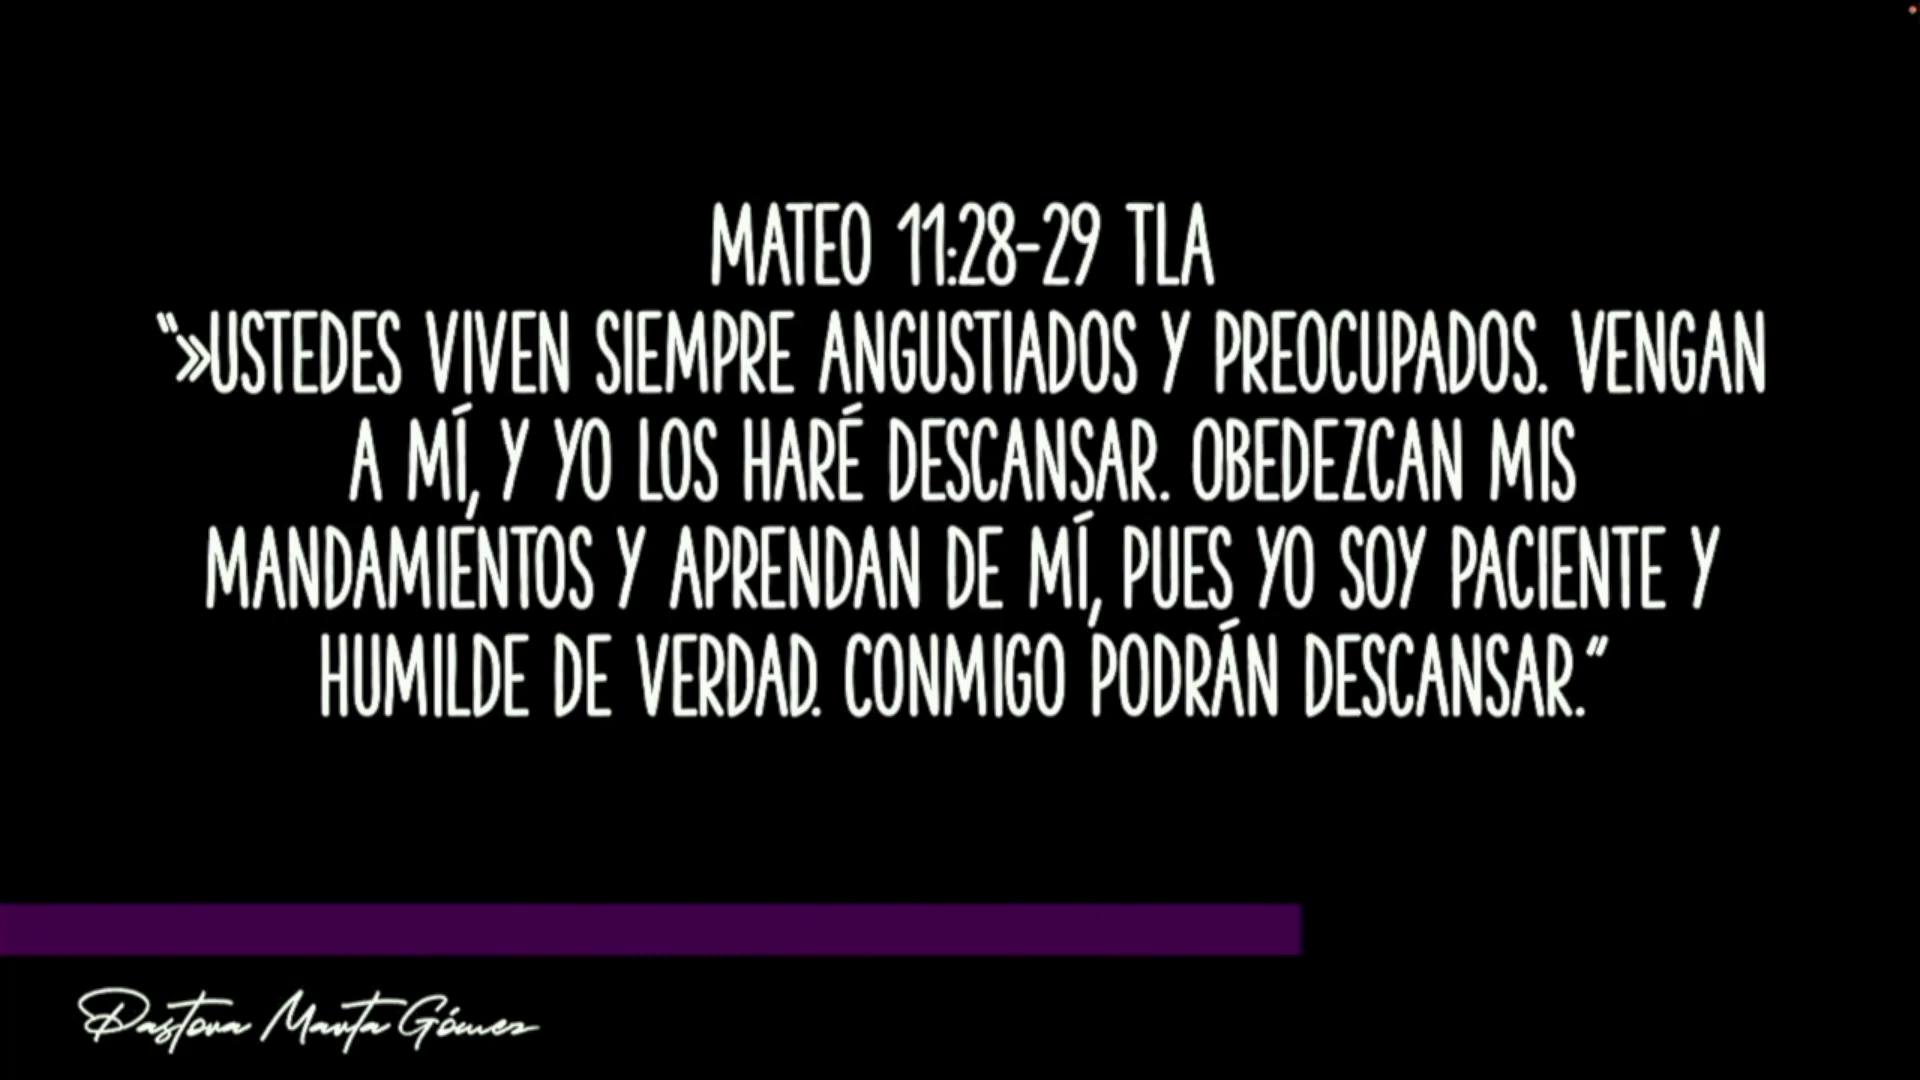 MATEO 11:28-29 TLA
“»USTEDES VIVEN SIEMPRE ANGUSTIADOS Y PREOCUPADOS. VENGAN
A MÍ, Y YO LOS HARÉ DESCANSAR. OBEDEZCAN MIS
MANDAMIENTOS Y APRENDAN DE MÍ, PUES YO SOY PACIENTE Y
HUMILDE DE VERDAD. CONMIGO PODRÁN DESCANSAR.”
Pastora Marta Gómez